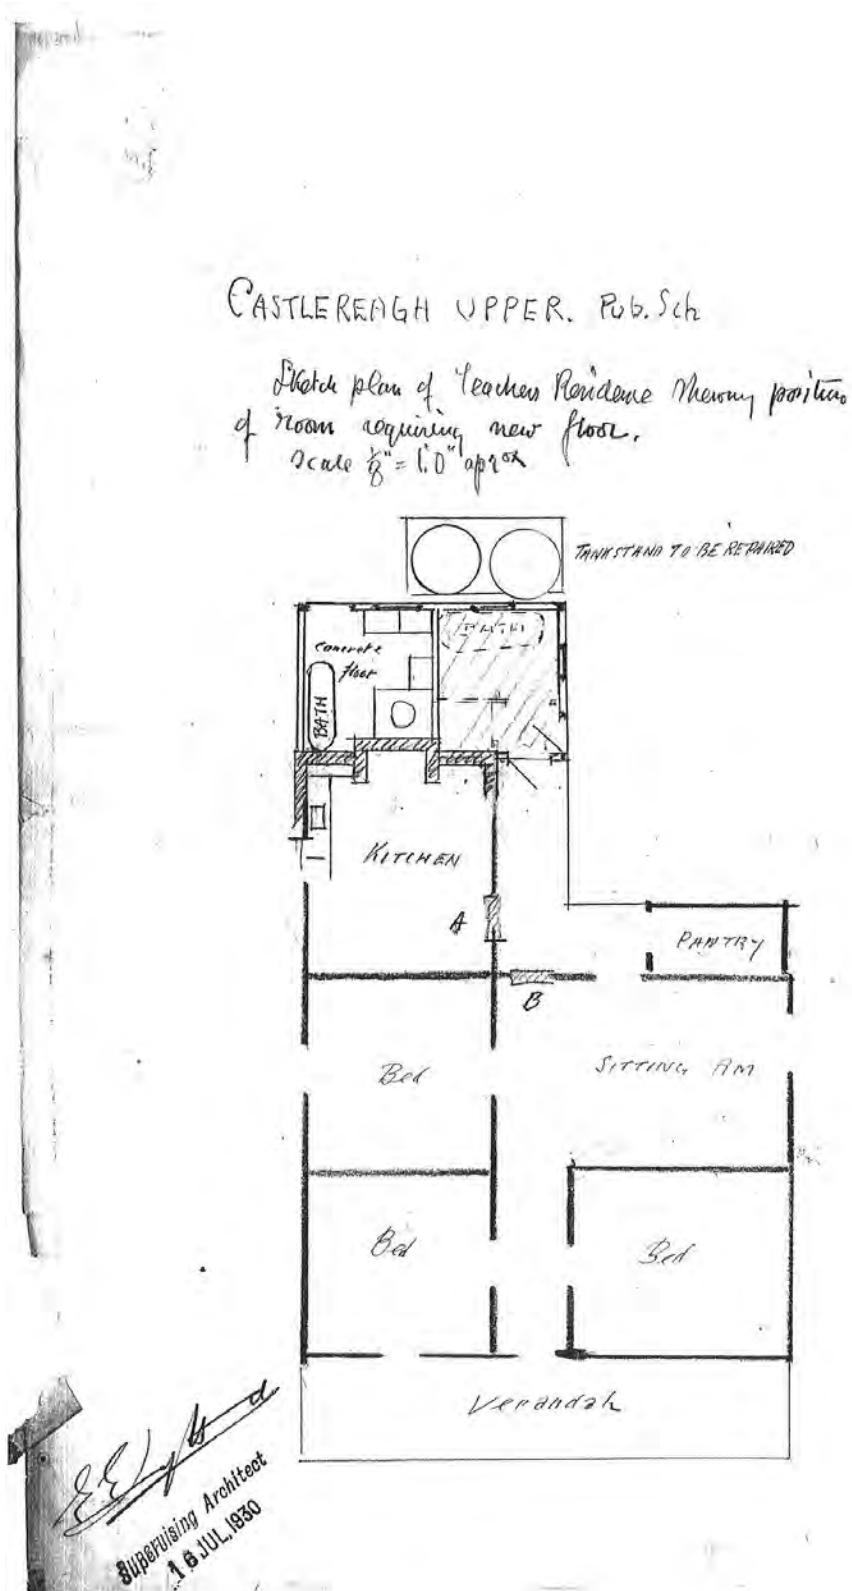 CASTLEREAGH UPPER. Pub. Sch
Sketch plan of Teachers Residence Shewing position
of room requiring new floor.
Scale 1/8" = 1'.0" aprox
TANKSTAND TO BE REPAIRED
Concrete
floor
BATH
BATH
KITCHEN
A
PANTRY
B
Bed
SITTING RM
Bed
Bed
Verandah
Supervising Architect
16 JUL, 1930